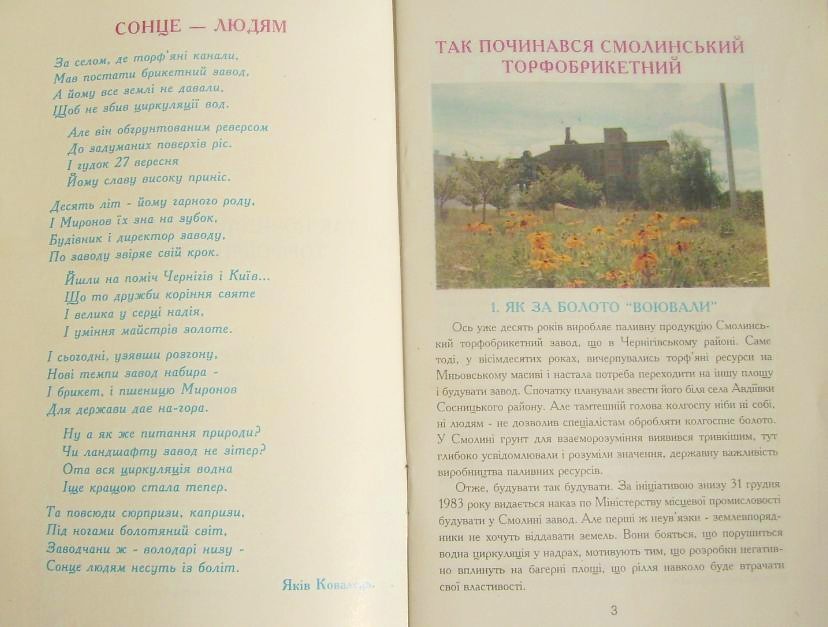 СОНЦЕ — ЛЮДЯМ
За селом, де торф'яні канали,
Мав постати брикетний завод,
А йому все землі не давали,
Щоб не збив циркуляції вод.
Але він обгрунтованим реверсом
До задуманих поверхів ріс.
І гудок 27 вересня
Йому славу високу приніс.
Десять літ - йому гарного роду,
І Миронов їх зна на зубок,
Будівник і директор заводу,
По заводу звіряє свій крок.
Йшли на поміч Чернігів і Київ...
Що то дружби коріння святе
І велика у серці надія,
І уміння майстрів золоте.
І сьогодні, узявши розгону,
Нові темпи завод набира -
І брикет, і пшеницю Миронов
Для держави дає на-гора.
Ну а як же питання природи?
Чи ландшафту завод не зітер?
Ота вся циркуляція водна
Іще кращою стала тепер.
Та повсюди сюрпризи, капризи,
Під ногами болотяний світ,
Заводчани ж - володарі низу -
Сонце людям несуть із боліт.
Яків Ковалець.
ТАК ПОЧИНАВСЯ СМОЛИНСЬКИЙ
ТОРФОБРИКЕТНИЙ
1. ЯК ЗА БОЛОТО "ВОЮВАЛИ"
Ось уже десять років виробляє паливну продукцію Смолинсь-
кий торфобрикетний завод, що в Чернігівському районі. Саме
тоді, у вісімдесятих роках, вичерпувались торф'яні ресурси на
Мньовському масиві і настала потреба переходити на іншу площу
і будувати завод. Спочатку планували звести його біля села Авдіївки
Сосницького району. Але тамтешній голова колгоспу ніби ні собі,
ні людям - не дозволив спеціалістам обробляти колгоспне болото.
У Смолині грунт для взаєморозуміння виявився тривкішим, тут
глибоко усвідомлювали і розуміли значення, державну важливість
виробництва паливних ресурсів.
Отже, будувати так будувати. За ініціативою знизу 31 грудня
1983 року видається наказ по Міністерству місцевої промисловості
будувати у Смолині завод. Але перші ж неув'язки - землевпоряд-
ники не хочуть віддавати земель. Вони бояться, що порушиться
водна циркуляція у надрах, мотивують тим, що розробки негатив-
но вплинуть на багерні площі, що рілля навколо буде втрачати
свої властивості.
3